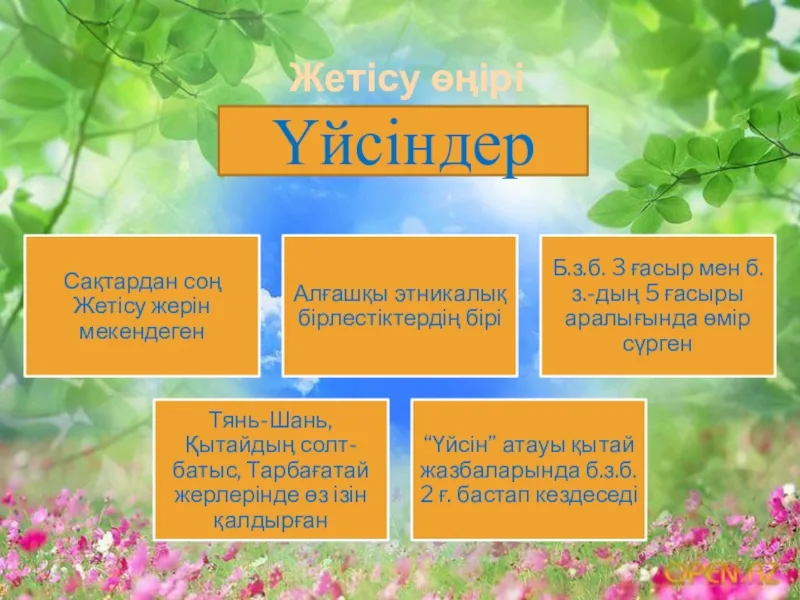 Жетісу өңірі
Үйсіндер
Сақтардан соң
Жетісу жерін
мекендеген
Алғашқы этникалық
бірлестіктердің бірі
Б.з.б. 3 ғасыр мен б.
з.-дың 5 ғасыры
аралығында өмір
сүрген
Тянь-Шань,
Қытайдың солт-
батыс, Тарбағатай
жерлерінде өз ізін
қалдырған
“Үйсін” атауы қытай
жазбаларында б.з.б.
2 ғ. бастап кездеседі
OPEN.KZ